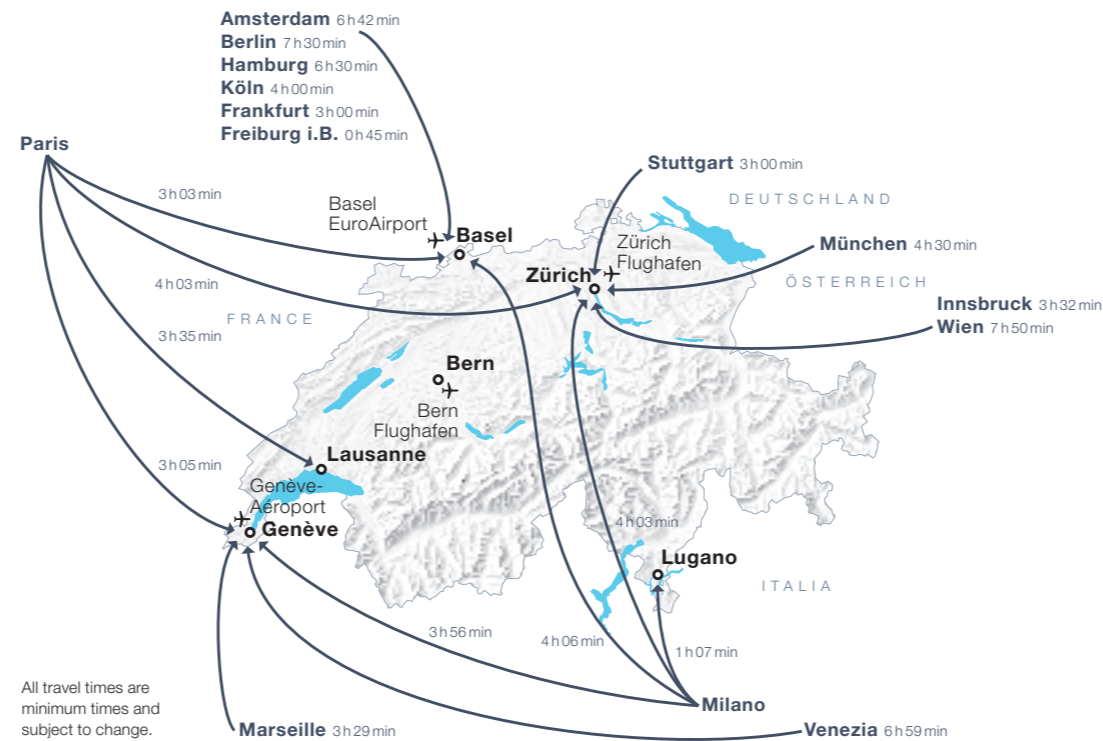 Amsterdam 6 h 42 min
Berlin 7 h 30 min
Hamburg 6 h 30 min
Köln 4 h 00 min
Frankfurt 3 h 00 min
Freiburg i.B. 0 h 45 min
Paris
Stuttgart 3 h 00 min
3 h 03 min
DEUTSCHLAND
Basel
EuroAirport
Basel
Zürich
Flughafen
München 4 h 30 min
Zürich
4 h 03 min
ÖSTERREICH
Innsbruck 3 h 32 min
Wien 7 h 50 min
FRANCE
3 h 35 min
Bern
Bern
Flughafen
Lausanne
3 h 05 min
Genève-
Aéroport
Genève
4 h 03 min
Lugano
ITALIA
3 h 56 min
4 h 06 min
1 h 07 min
All travel times are
minimum times and
subject to change.
Milano
Marseille 3 h 29 min
Venezia 6 h 59 min